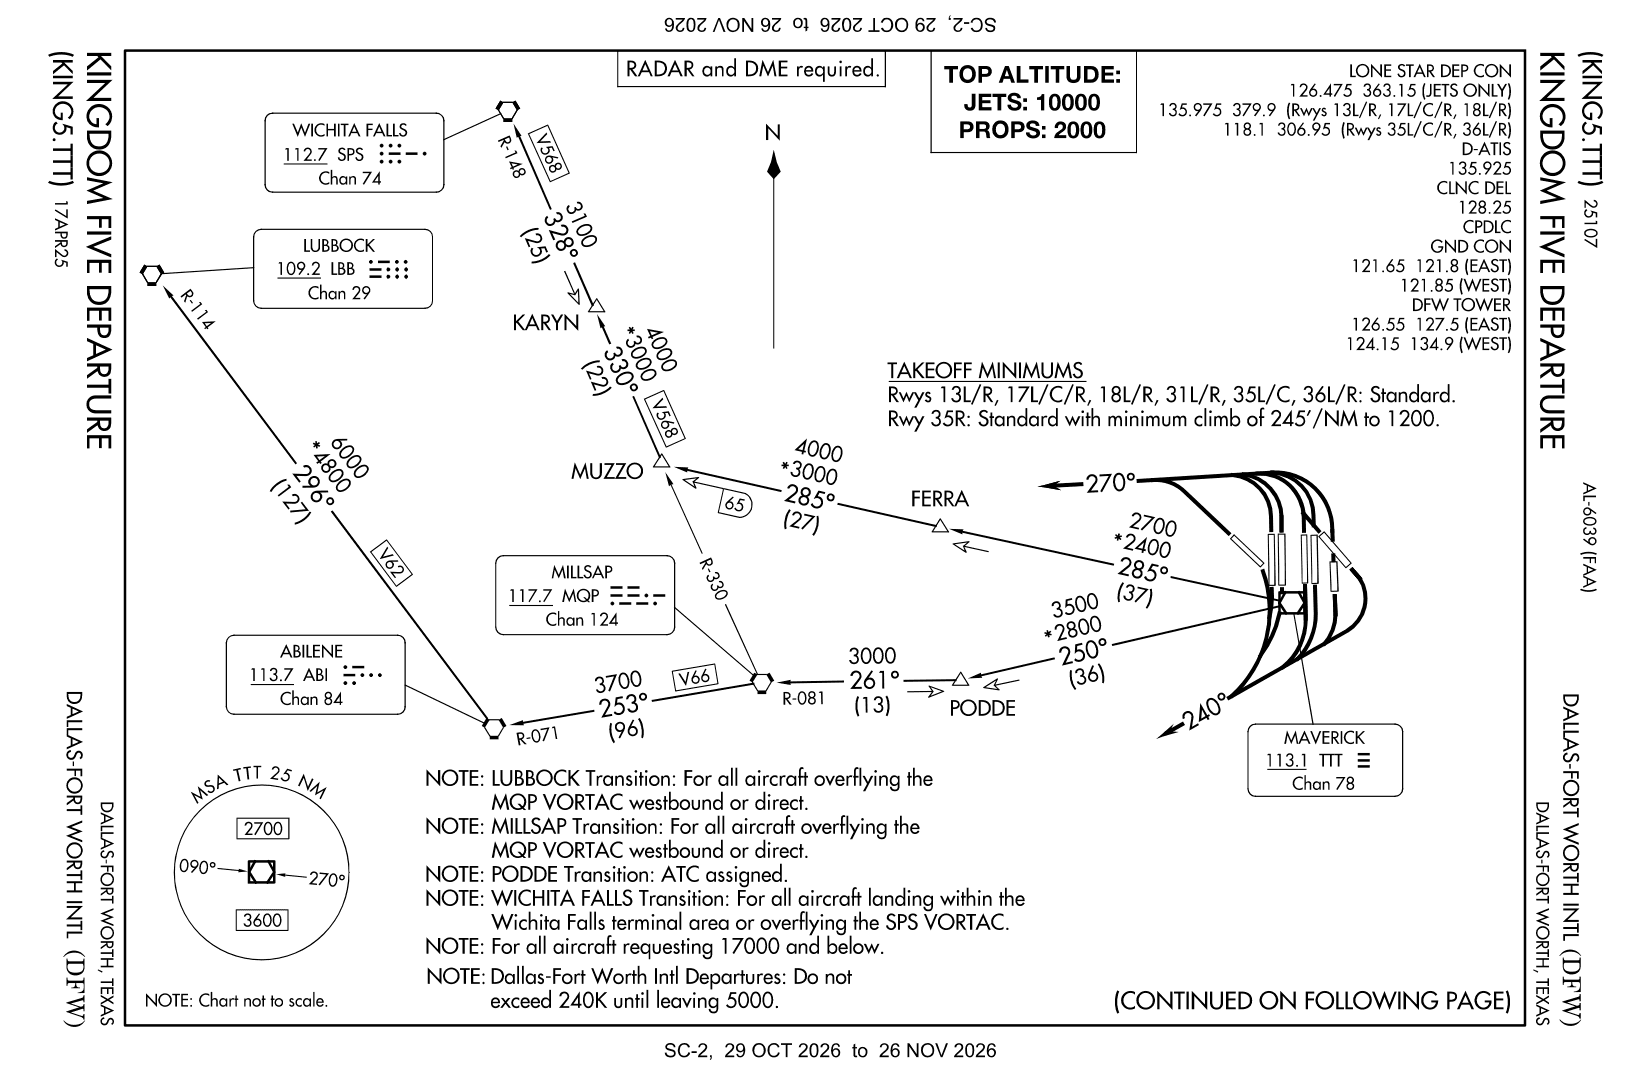 SC-2, 29 OCT 2026 to 26 NOV 2026
(KING5.TTT) 17APR25
KINGDOM FIVE DEPARTURE
DALLAS-FORT WORTH INTL (DFW)
DALLAS-FORT WORTH, TEXAS
(KING5.TTT) 25107
KINGDOM FIVE DEPARTURE
AL-6039 (FAA)
DALLAS-FORT WORTH INTL (DFW)
DALLAS-FORT WORTH, TEXAS
RADAR and DME required.
TOP ALTITUDE:
JETS: 10000
PROPS: 2000
LONE STAR DEP CON
126.475 363.15 (JETS ONLY)
135.975 379.9 (Rwys 13L/R, 17L/C/R, 18L/R)
118.1 306.95 (Rwys 35L/C/R, 36L/R)
D-ATIS
135.925
CLNC DEL
128.25
CPDLC
GND CON
121.65 121.8 (EAST)
121.85 (WEST)
DFW TOWER
126.55 127.5 (EAST)
124.15 134.9 (WEST)
N
WICHITA FALLS
112.7 SPS
Chan 74
R-148
V568
3100
328°
(25)
LUBBOCK
109.2 LBB
Chan 29
R-114
KARYN
4000
*3000
330°
(22)
V568
TAKEOFF MINIMUMS
Rwys 13L/R, 17L/C/R, 18L/R, 31L/R, 35L/C, 36L/R: Standard.
Rwy 35R: Standard with minimum climb of 245'/NM to 1200.
6000
*4800
296°
(127)
V62
MUZZO
65
4000
*3000
285°
(27)
FERRA
270°
2700
*2400
285°
(37)
R-330
MILLSAP
117.7 MQP
Chan 124
3500
*2800
250°
(36)
ABILENE
113.7 ABI
Chan 84
3700
253°
(96)
V66
R-071
R-081
3000
261°
(13)
PODDE
240°
MAVERICK
113.1 TTT
Chan 78
MSA TTT 25 NM
2700
090°
270°
3600
NOTE: Chart not to scale.
NOTE: LUBBOCK Transition: For all aircraft overflying the
MQP VORTAC westbound or direct.
NOTE: MILLSAP Transition: For all aircraft overflying the
MQP VORTAC westbound or direct.
NOTE: PODDE Transition: ATC assigned.
NOTE: WICHITA FALLS Transition: For all aircraft landing within the
Wichita Falls terminal area or overflying the SPS VORTAC.
NOTE: For all aircraft requesting 17000 and below.
NOTE: Dallas-Fort Worth Intl Departures: Do not
exceed 240K until leaving 5000.
(CONTINUED ON FOLLOWING PAGE)
SC-2, 29 OCT 2026 to 26 NOV 2026